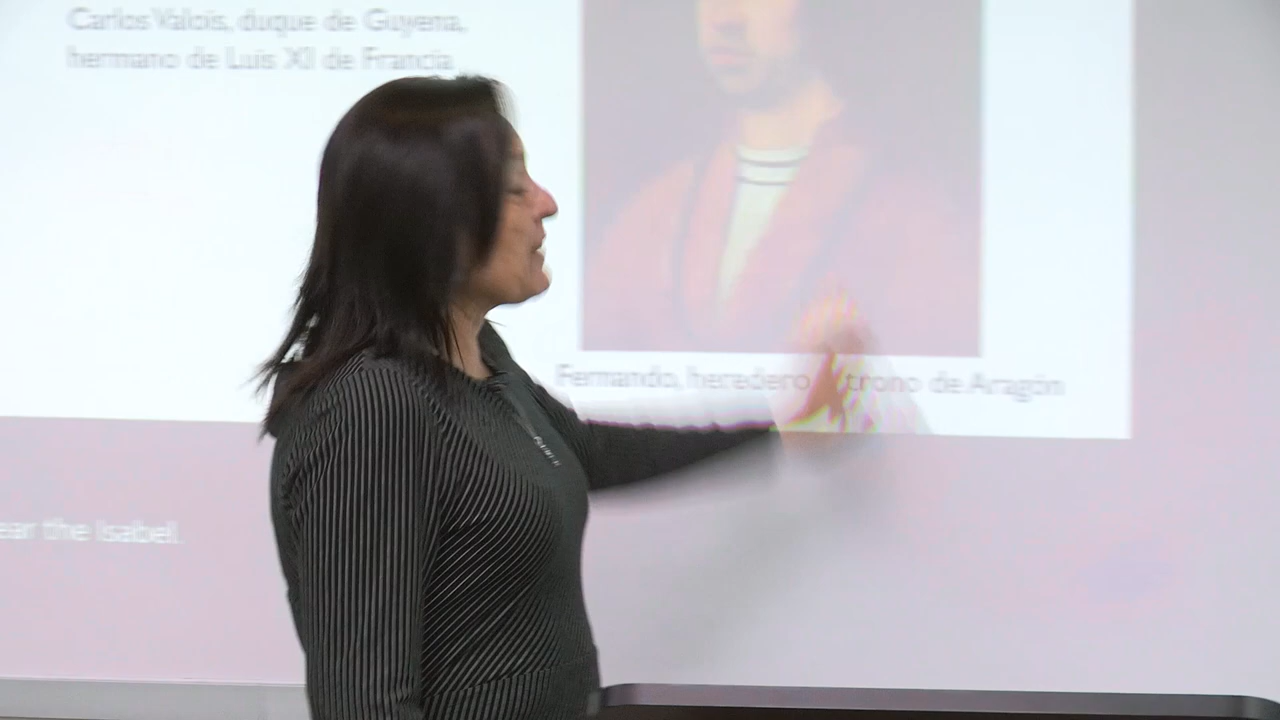 Carlos Valois, duque de Guyena,
hermano de Luis XI de Francia
Fernando, heredero trono de Aragón
ear the Isabel.